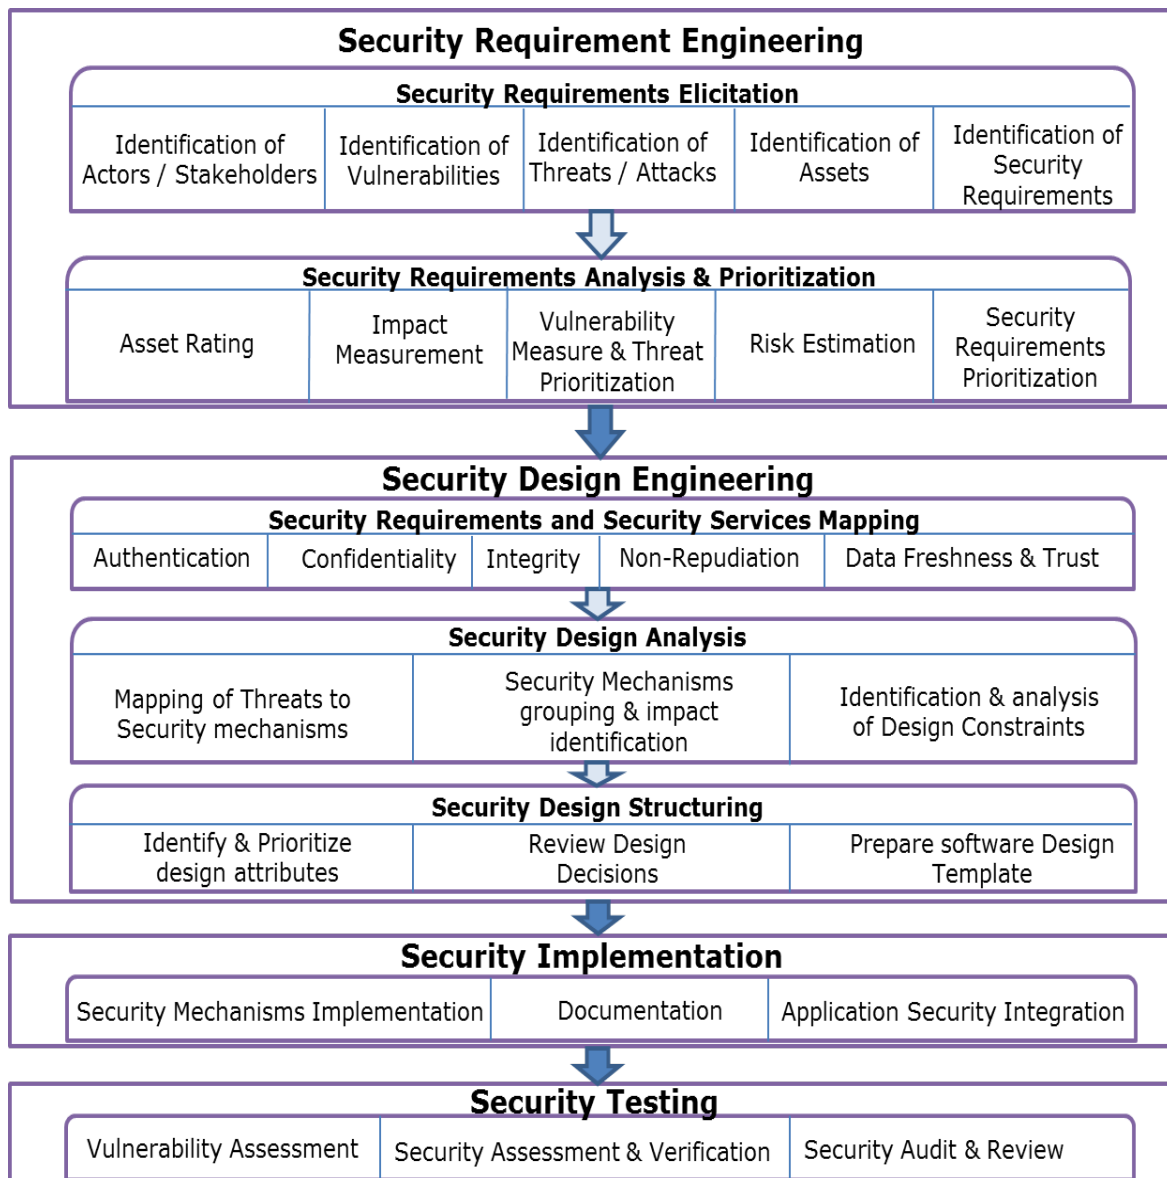 Security Requirement Engineering
Security Requirements Elicitation
Identification of
Actors / Stakeholders
Identification of
Vulnerabilities
Identification of
Threats / Attacks
Identification of
Assets
Identification of
Security
Requirements
Security Requirements Analysis & Prioritization
Asset Rating
Impact
Measurement
Vulnerability
Measure & Threat
Prioritization
Risk Estimation
Security
Requirements
Prioritization
Security Design Engineering
Security Requirements and Security Services Mapping
Authentication
Confidentiality
Integrity
Non-Repudiation
Data Freshness & Trust
Security Design Analysis
Mapping of Threats to
Security mechanisms
Security Mechanisms
grouping & impact
identification
Identification & analysis
of Design Constraints
Security Design Structuring
Identify & Prioritize
design attributes
Review Design
Decisions
Prepare software Design
Template
Security Implementation
Security Mechanisms Implementation
Documentation
Application Security Integration
Security Testing
Vulnerability Assessment
Security Assessment & Verification
Security Audit & Review